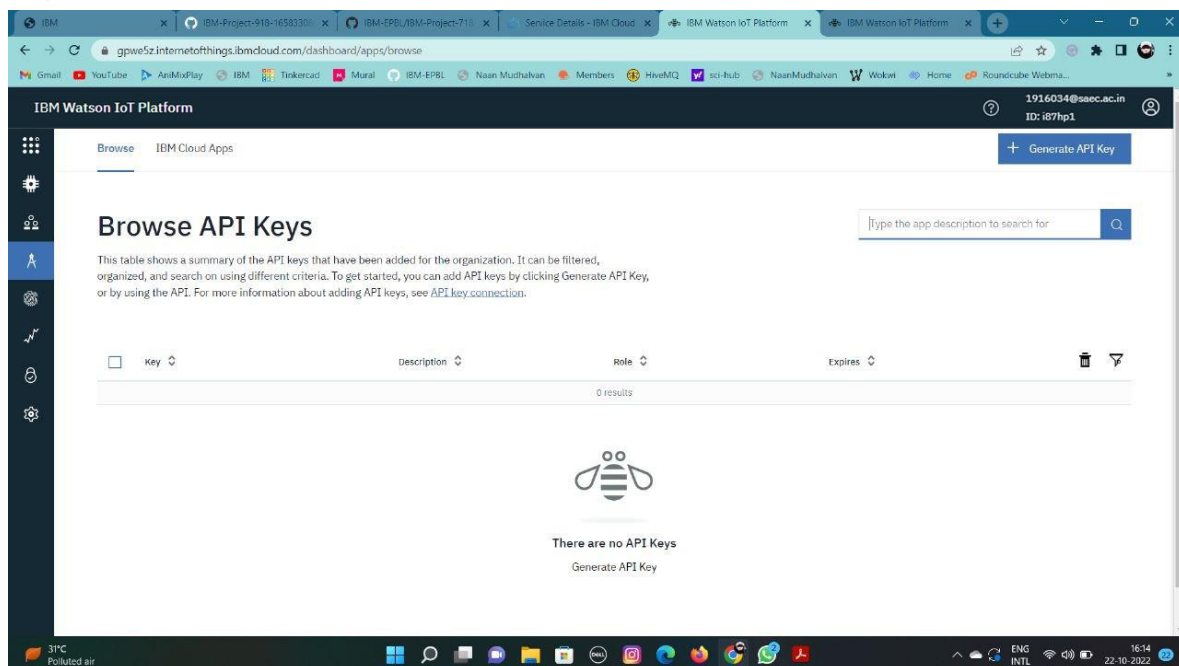 IBM
IBM-Project-918-16583308
IBM-EPBL/IBM-Project-715
Service Details - IBM Cloud
IBM Watson IoT Platform
IBM Watson IoT Platform
gpwe5z.internetofthings.ibmcloud.com/dashboard/apps/browse
Gmail YouTube AniMixPlay IBM Tinkercad Mural IBM-EPBL Naan Mudhalvan Members HiveMQ sci-hub NaanMudhalvan Wokwi Home Roundcube Webma...
IBM Watson IoT Platform
1916034@saec.ac.in
ID: i87hp1
Browse IBM Cloud Apps
+ Generate API Key
Browse API Keys
Type the app description to search for
This table shows a summary of the API keys that have been added for the organization. It can be filtered,
organized, and search on using different criteria. To get started, you can add API keys by clicking Generate API Key,
or by using the API. For more information about adding API keys, see API key connection.
Key Description Role Expires
0 results
There are no API Keys
Generate API Key
31°C
Polluted air
DELL
ENG
INTL
16:14
22-10-2022
22